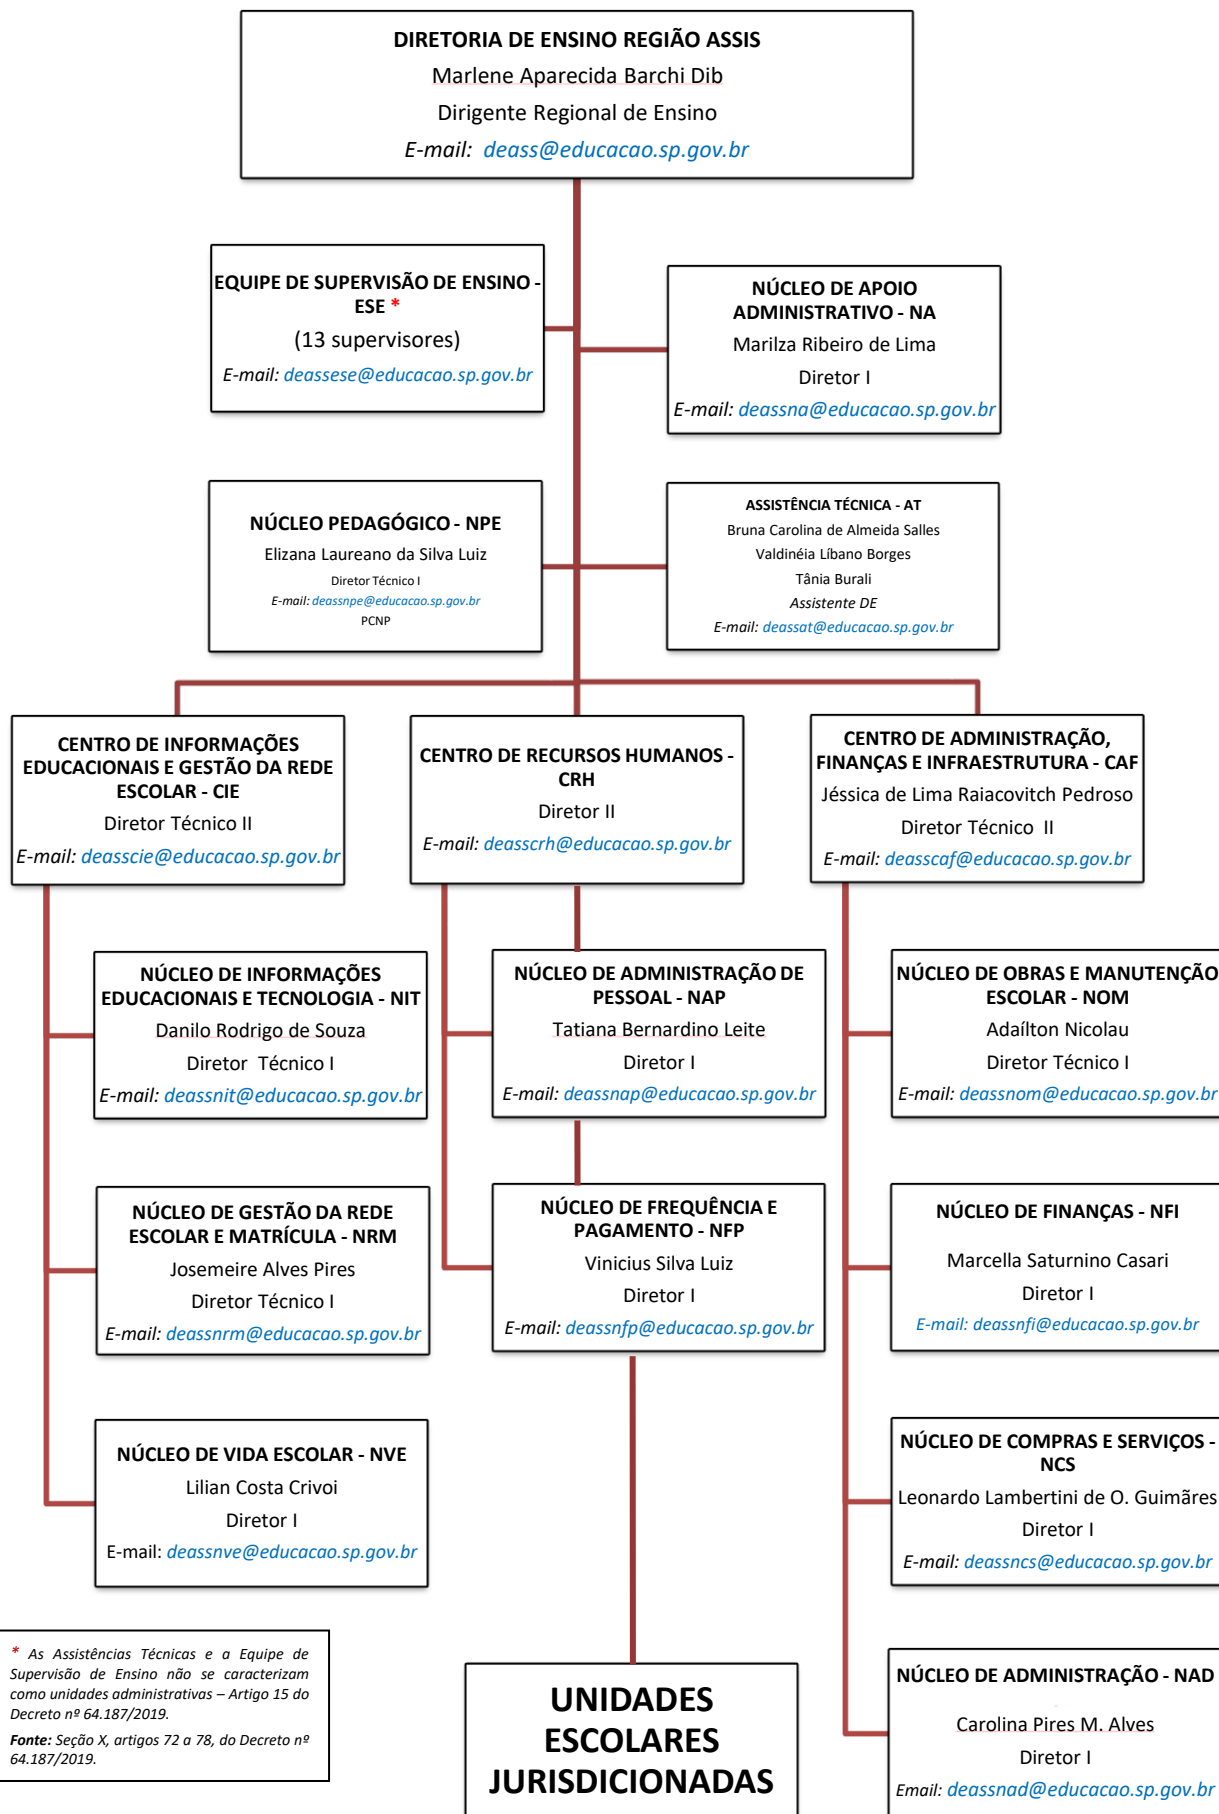 DIRETORIA DE ENSINO REGIÃO ASSIS
Marlene Aparecida Barchi Dib
Dirigente Regional de Ensino
E-mail: deass@educacao.sp.gov.br
EQUIPE DE SUPERVISÃO DE ENSINO -
ESE *
(13 supervisores)
E-mail: deassese@educacao.sp.gov.br
NÚCLEO DE APOIO
ADMINISTRATIVO - NA
Marilza Ribeiro de Lima
Diretor I
E-mail: deassna@educacao.sp.gov.br
NÚCLEO PEDAGÓGICO - NPE
Elizana Laureano da Silva Luiz
Diretor Técnico I
E-mail: deassnpe@educacao.sp.gov.br
PCNP
ASSISTÊNCIA TÉCNICA - AT
Bruna Carolina de Almeida Salles
Valdinéia Líbano Borges
Tânia Burali
Assistente DE
E-mail: deassat@educacao.sp.gov.br
CENTRO DE INFORMAÇÕES
EDUCACIONAIS E GESTÃO DA REDE
ESCOLAR - CIE
Diretor Técnico II
E-mail: deasscie@educacao.sp.gov.br
CENTRO DE RECURSOS HUMANOS -
CRH
Diretor II
E-mail: deasscrh@educacao.sp.gov.br
CENTRO DE ADMINISTRAÇÃO,
FINANÇAS E INFRAESTRUTURA - CAF
Jéssica de Lima Raiacovitch Pedroso
Diretor Técnico II
E-mail: deasscaf@educacao.sp.gov.br
NÚCLEO DE INFORMAÇÕES
EDUCACIONAIS E TECNOLOGIA - NIT
Danilo Rodrigo de Souza
Diretor Técnico I
E-mail: deassnit@educacao.sp.gov.br
NÚCLEO DE ADMINISTRAÇÃO DE
PESSOAL - NAP
Tatiana Bernardino Leite
Diretor I
E-mail: deassnap@educacao.sp.gov.br
NÚCLEO DE OBRAS E MANUTENÇÃO
ESCOLAR - NOM
Adaílton Nicolau
Diretor Técnico I
E-mail: deassnom@educacao.sp.gov.br
NÚCLEO DE GESTÃO DA REDE
ESCOLAR E MATRÍCULA - NRM
Josemeire Alves Pires
Diretor Técnico I
E-mail: deassnrm@educacao.sp.gov.br
NÚCLEO DE FREQUÊNCIA E
PAGAMENTO - NFP
Vinicius Silva Luiz
Diretor I
E-mail: deassnfp@educacao.sp.gov.br
NÚCLEO DE FINANÇAS - NFI
Marcella Saturnino Casari
Diretor I
E-mail: deassnfi@educacao.sp.gov.br
NÚCLEO DE VIDA ESCOLAR - NVE
Lilian Costa Crivoi
Diretor I
E-mail: deassnve@educacao.sp.gov.br
NÚCLEO DE COMPRAS E SERVIÇOS -
NCS
Leonardo Lambertini de O. Guimãres
Diretor I
E-mail: deassncs@educacao.sp.gov.br
* As Assistências Técnicas e a Equipe de
Supervisão de Ensino não se caracterizam
como unidades administrativas – Artigo 15 do
Decreto nº 64.187/2019.
Fonte: Seção X, artigos 72 a 78, do Decreto nº
64.187/2019.
UNIDADES
ESCOLARES
JURISDICIONADAS
NÚCLEO DE ADMINISTRAÇÃO - NAD
Carolina Pires M. Alves
Diretor I
Email: deassnad@educacao.sp.gov.br